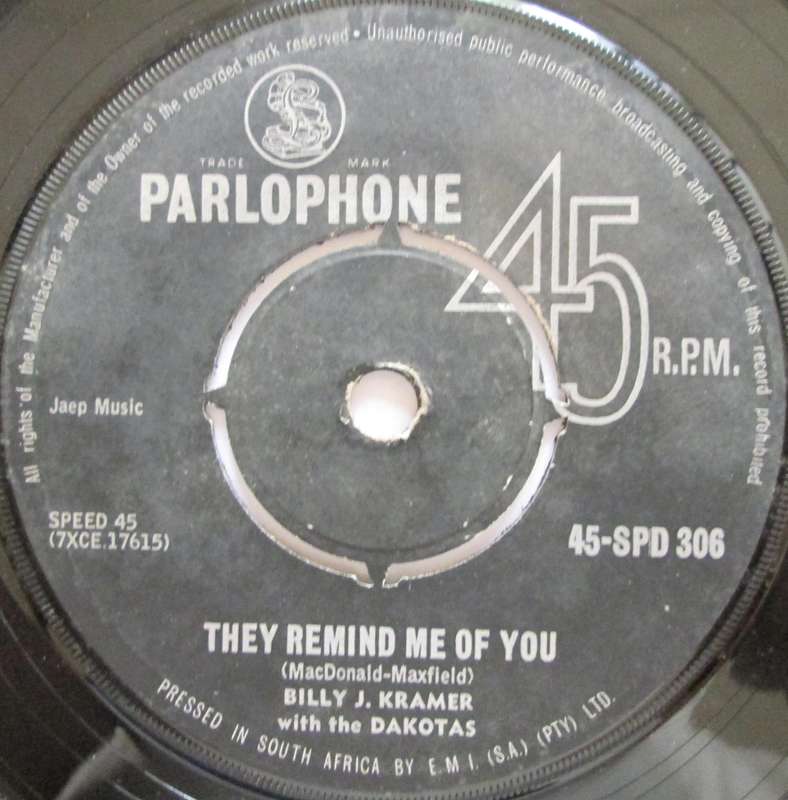 All rights of the Manufacturer and of the Owner of the recorded work reserved • Unauthorised public performance, broadcasting and copying of this record prohibited
TRADE MARK
PARLOPHONE
45 R.P.M.
Jaep Music
SPEED 45
(7XCE.17615)
45-SPD 306
THEY REMIND ME OF YOU
(MacDonald-Maxfield)
BILLY J. KRAMER
with the DAKOTAS
PRESSED IN SOUTH AFRICA BY E.M.I. (S.A.) (PTY) LTD.